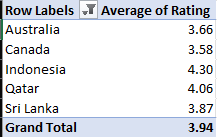 Row Labels Average of Rating
Australia 3.66
Canada 3.58
Indonesia 4.30
Qatar 4.06
Sri Lanka 3.87
Grand Total 3.94